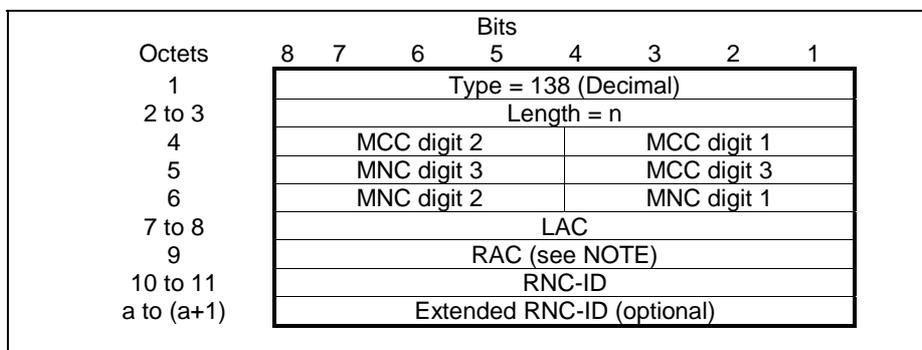 Bits
Octets 8 7 6 5 4 3 2 1
1 Type = 138 (Decimal)
2 to 3 Length = n
4 MCC digit 2 MCC digit 1
5 MNC digit 3 MCC digit 3
6 MNC digit 2 MNC digit 1
7 to 8 LAC
9 RAC (see NOTE)
10 to 11 RNC-ID
a to (a+1) Extended RNC-ID (optional)